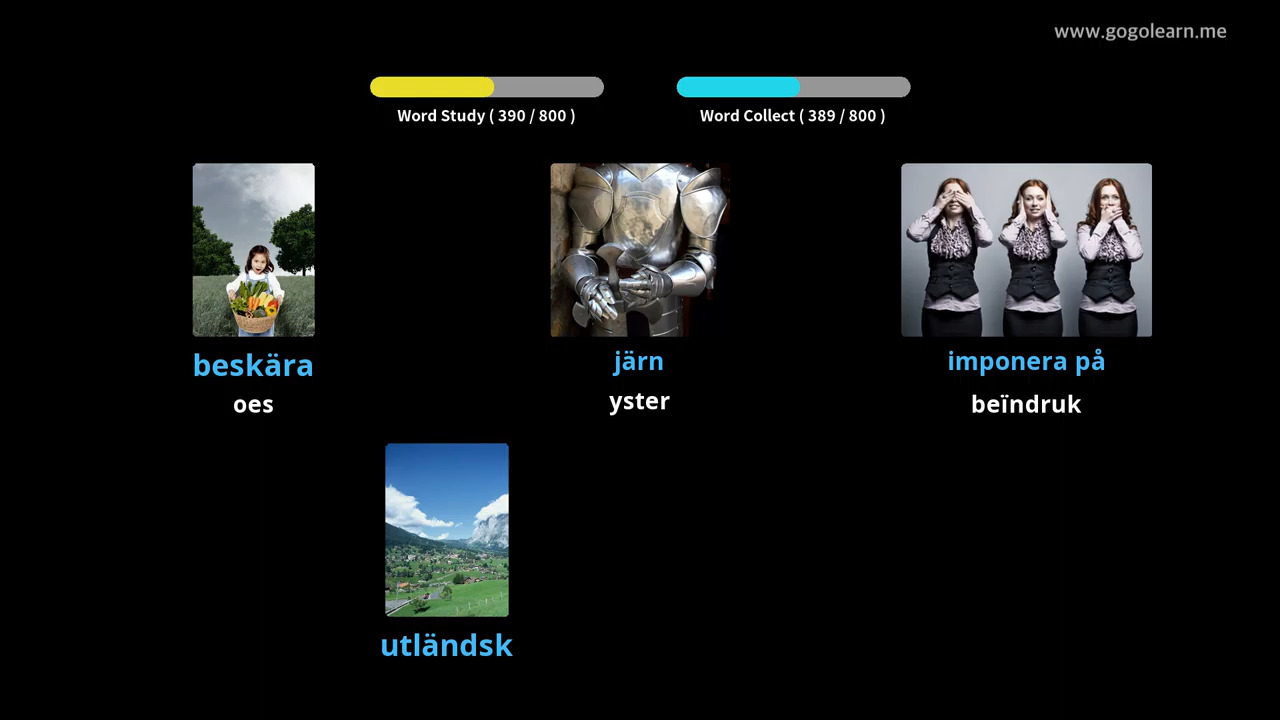 www.gogolearn.me
Word Study ( 390 / 800 )
Word Collect ( 389 / 800 )
beskära
oes
järn
yster
imponera på
beïndruk
utländsk